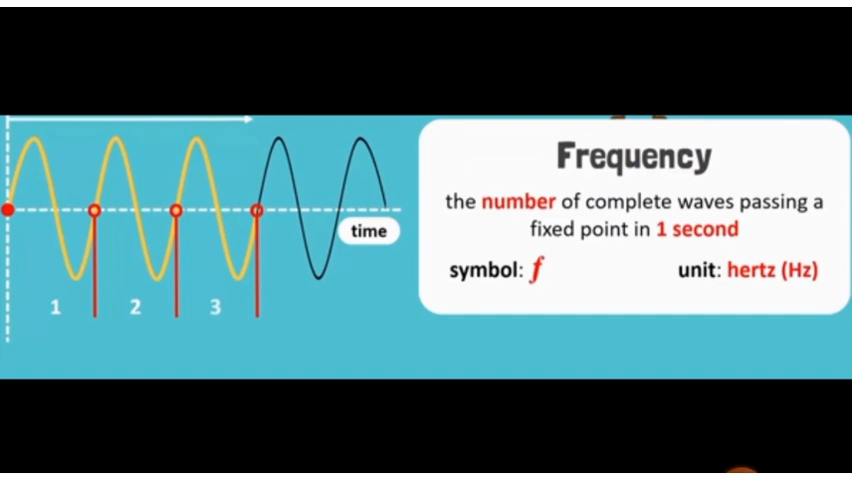 time
1 2 3
Frequency
the number of complete waves passing a
fixed point in 1 second
symbol: f unit: hertz (Hz)